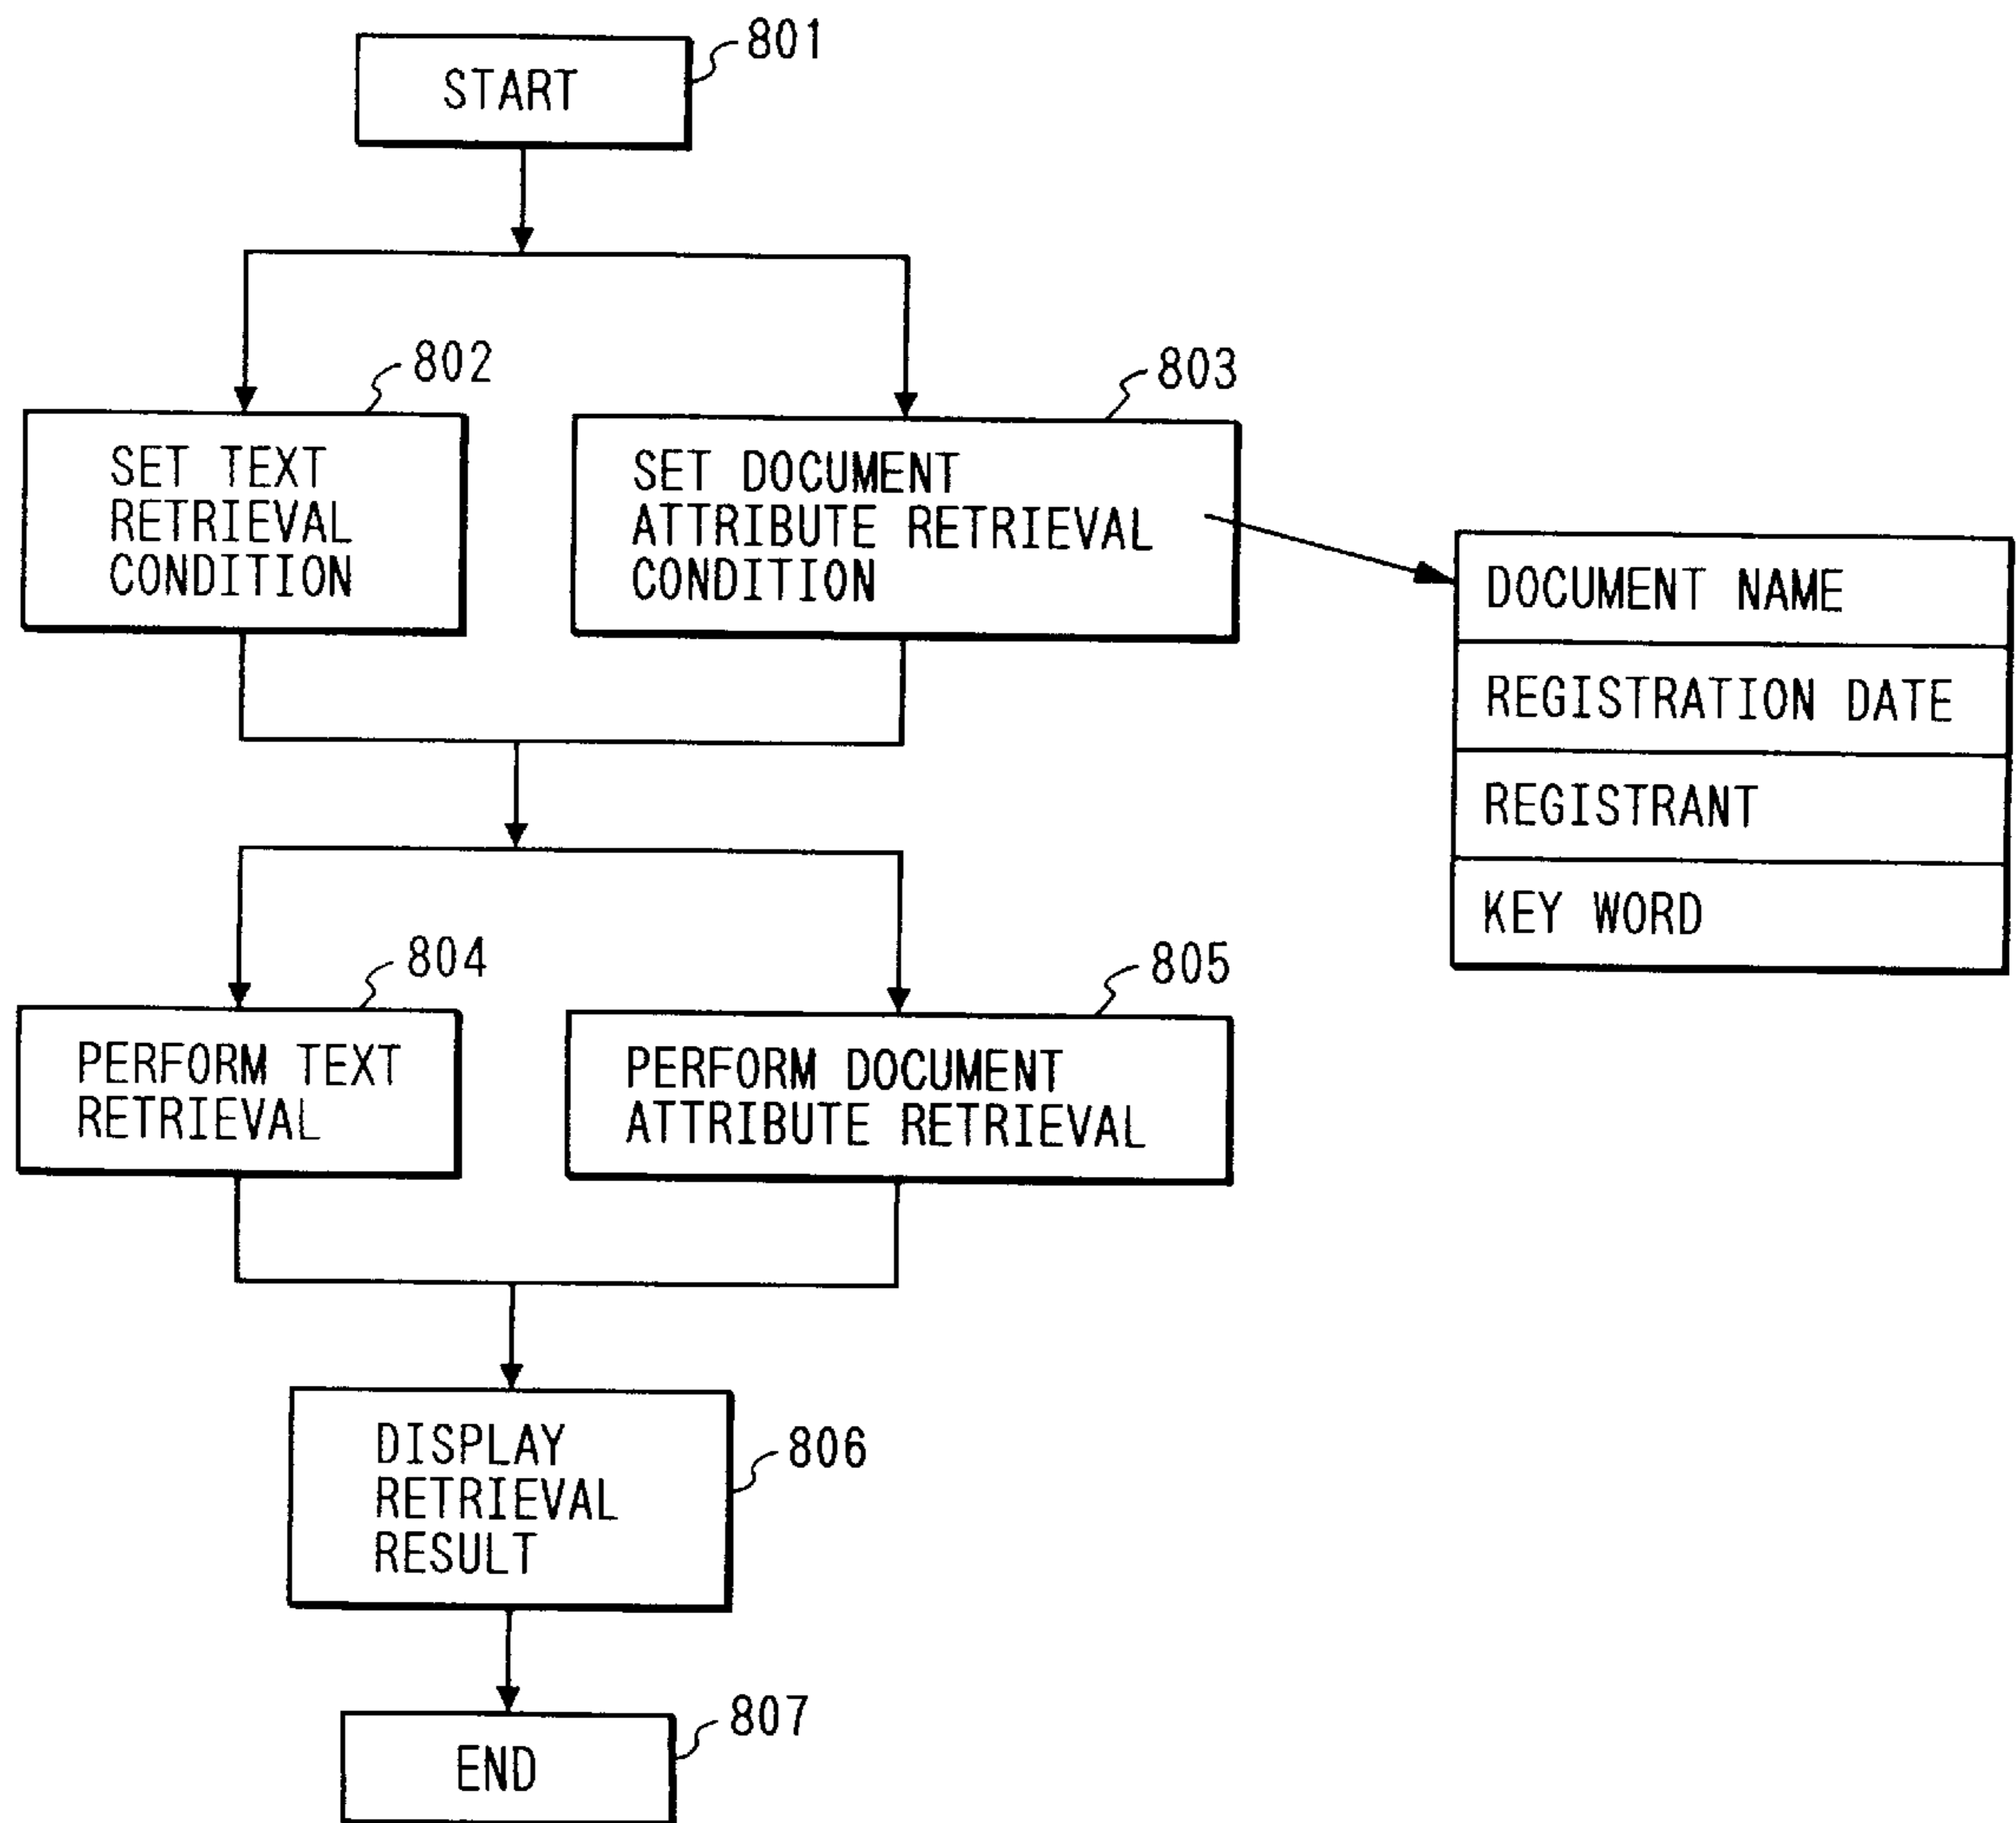 801
START
802
SET TEXT
RETRIEVAL
CONDITION
803
SET DOCUMENT
ATTRIBUTE RETRIEVAL
CONDITION
DOCUMENT NAME
REGISTRATION DATE
REGISTRANT
KEY WORD
804
PERFORM TEXT
RETRIEVAL
805
PERFORM DOCUMENT
ATTRIBUTE RETRIEVAL
DISPLAY
RETRIEVAL
RESULT
806
807
END